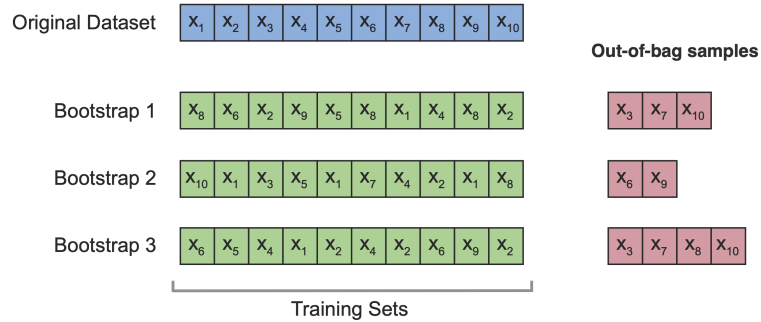 Original Dataset X₁ X₂ X₃ X₄ X₅ X₆ X₇ X₈ X₉ X₁₀
Out-of-bag samples
Bootstrap 1 X₈ X₆ X₂ X₉ X₅ X₈ X₁ X₄ X₈ X₂ X₃ X₇ X₁₀
Bootstrap 2 X₁₀ X₁ X₃ X₅ X₁ X₇ X₄ X₂ X₁ X₈ X₆ X₉
Bootstrap 3 X₆ X₅ X₄ X₁ X₂ X₄ X₂ X₆ X₉ X₂ X₃ X₇ X₈ X₁₀
Training Sets